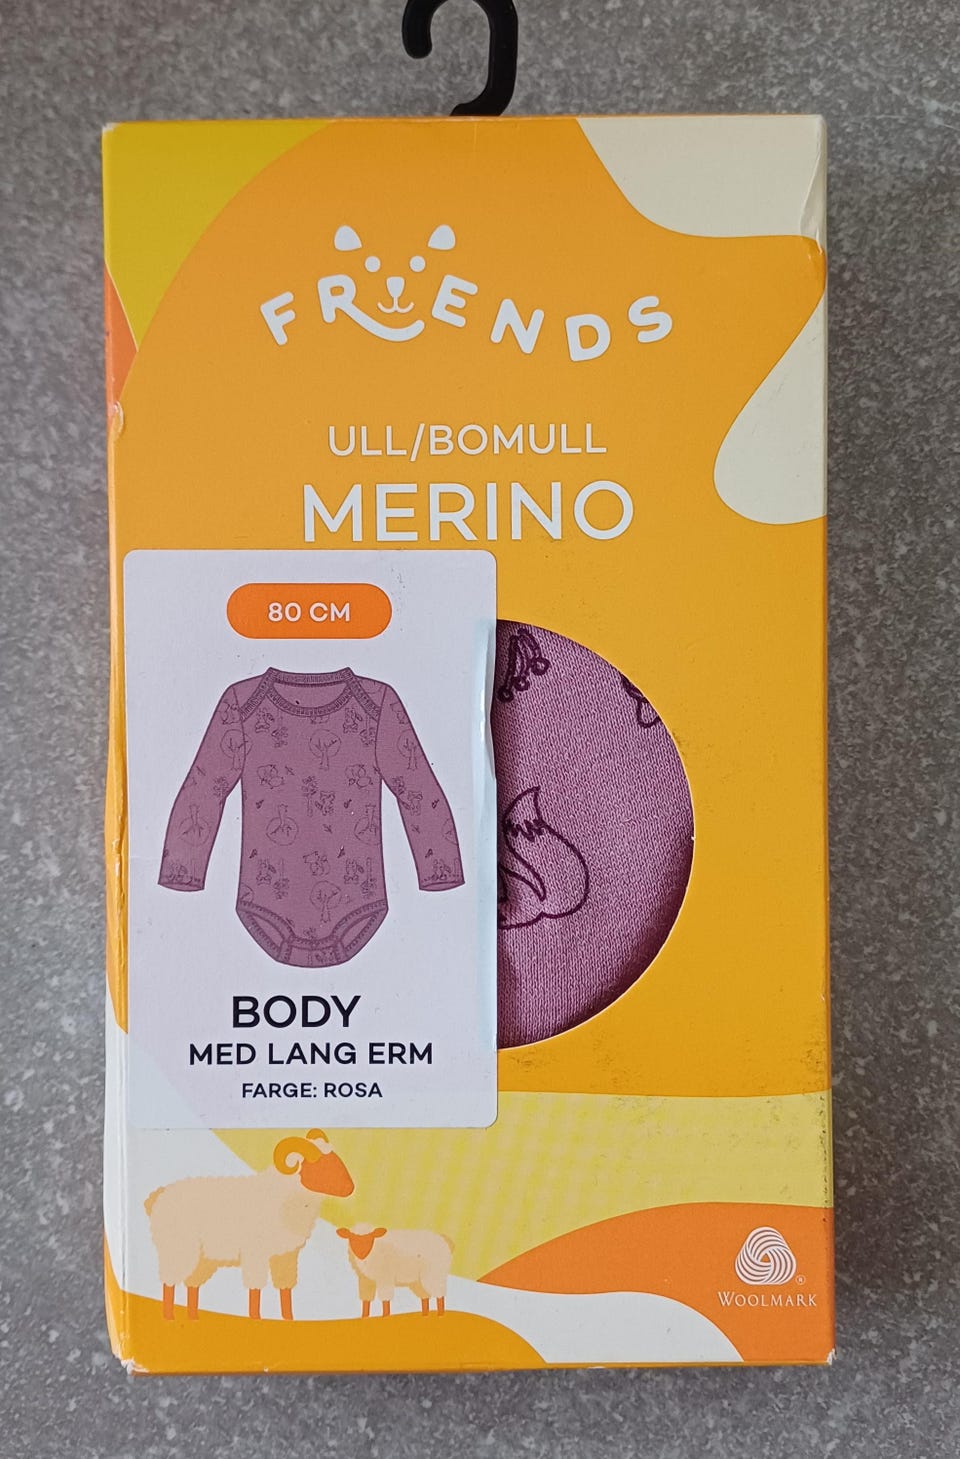 FRIENDS
ULL/BOMULL
MERINO
80 CM
BODY
MED LANG ERM
FARGE: ROSA
®
WOOLMARK